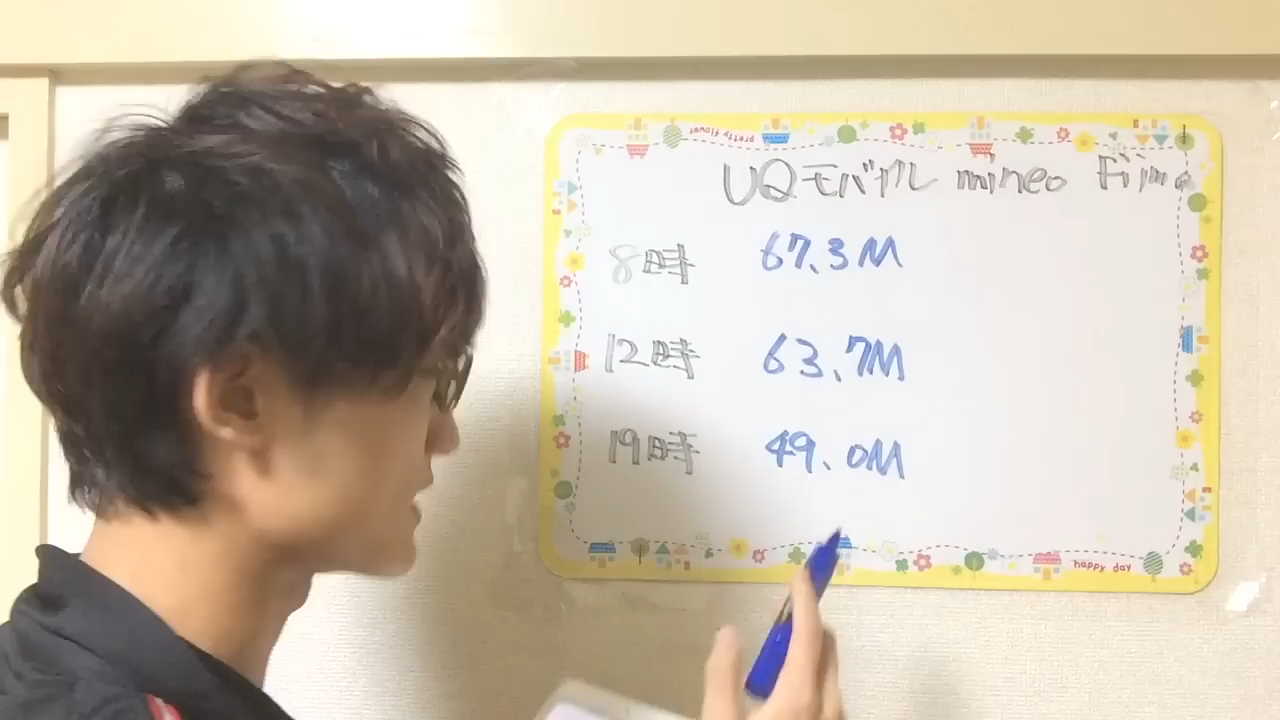 pretty flower
UQモバイル mineo Fiimo
8時 67.3M
12時 63.7M
19時 49.0M
happy day